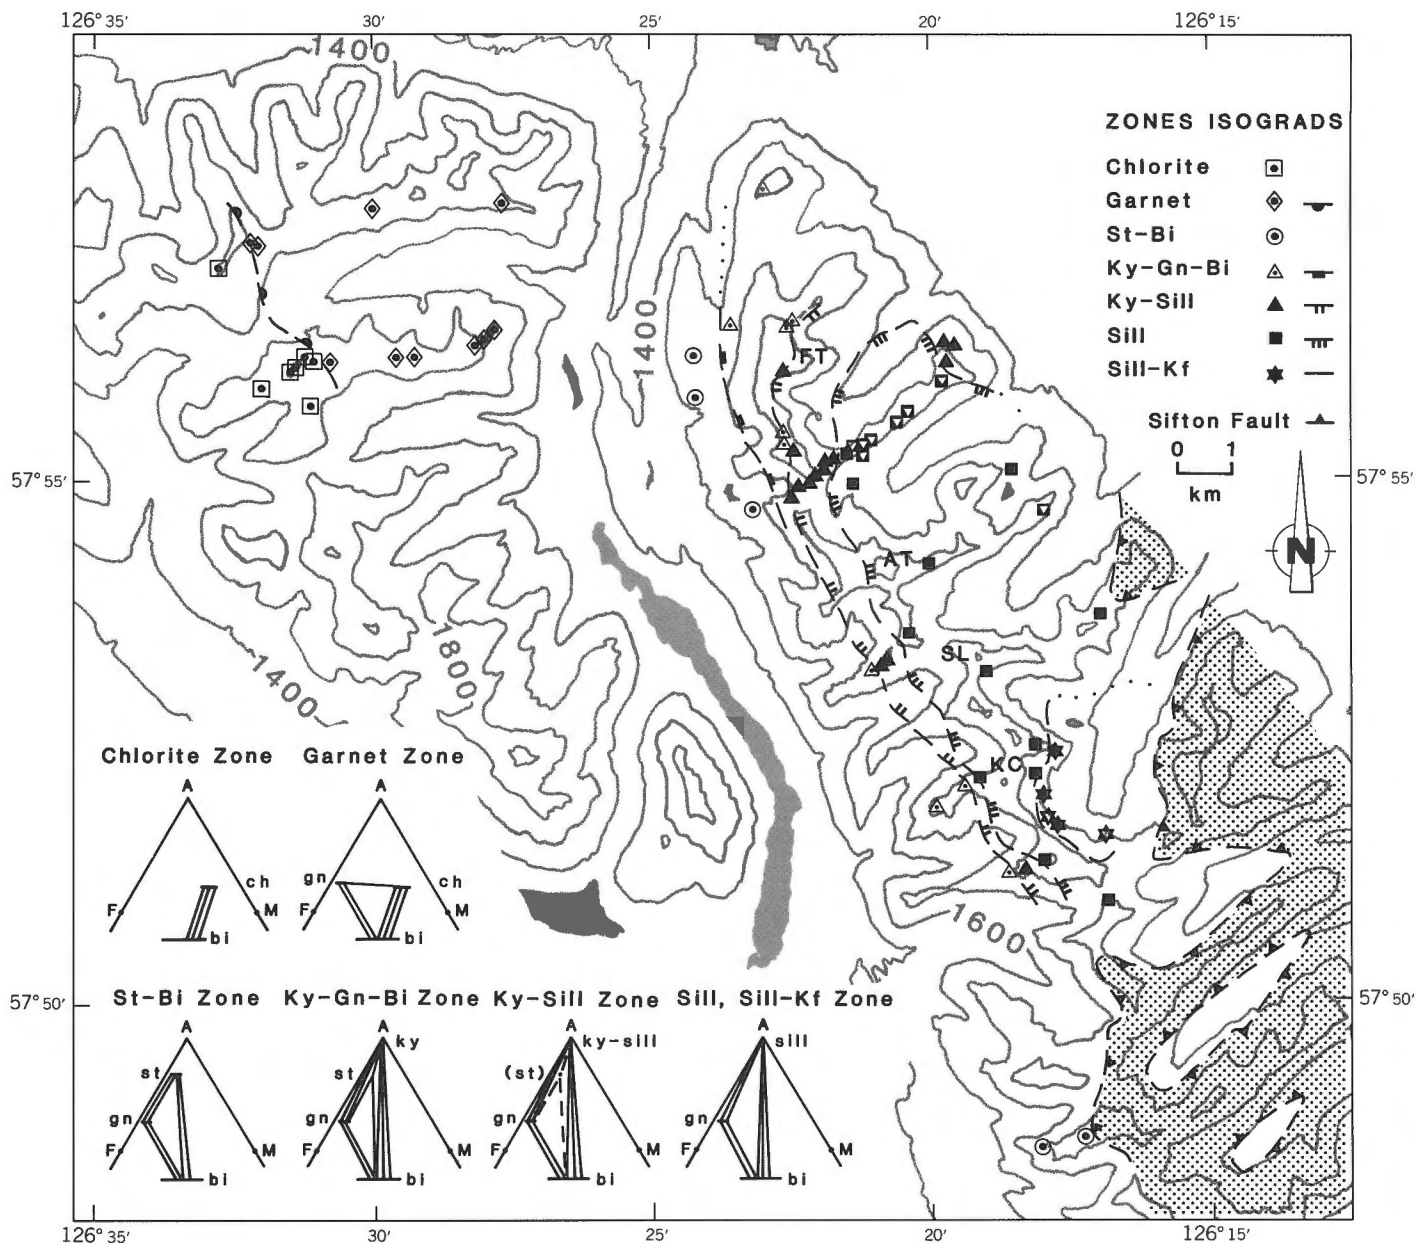 126° 35′ 30′ 25′ 20′ 126° 15′
1400
ZONES ISOGRADS
Chlorite
Garnet
St-Bi
Ky-Gn-Bi
Ky-Sill
Sill
Sill-Kf
Sifton Fault
0 1
km
N
1400
FT
57° 55′
57° 55′
AT
SL
KC
1800
1400
1600
Chlorite Zone
A
F
M
ch
bi
Garnet Zone
A
gn
ch
F
M
bi
57° 50′
57° 50′
St-Bi Zone
A
st
gn
F
M
bi
Ky-Gn-Bi Zone
A
ky
st
gn
F
M
bi
Ky-Sill Zone
A
ky-sill
(st)
gn
F
M
bi
Sill, Sill-Kf Zone
A
sill
gn
F
M
bi
126° 35′ 30′ 25′ 20′ 126° 15′